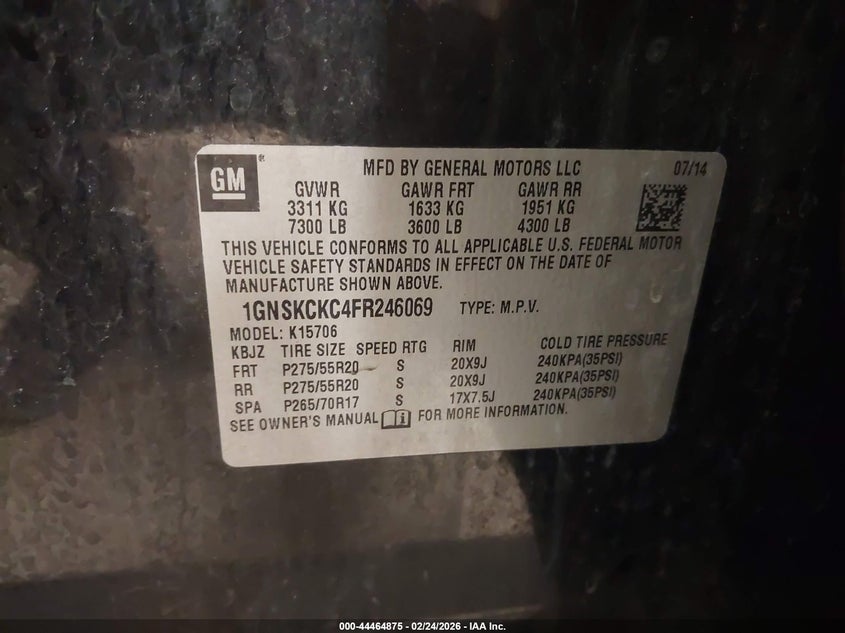 GM ®
MFD BY GENERAL MOTORS LLC 07/14
GVWR GAWR FRT GAWR RR
3311 KG 1633 KG 1951 KG
7300 LB 3600 LB 4300 LB
THIS VEHICLE CONFORMS TO ALL APPLICABLE U.S. FEDERAL MOTOR
VEHICLE SAFETY STANDARDS IN EFFECT ON THE DATE OF
MANUFACTURE SHOWN ABOVE.
1GNSKCKC4FR246069 TYPE: M.P.V.
MODEL: K15706
KBJZ TIRE SIZE SPEED RTG RIM COLD TIRE PRESSURE
FRT P275/55R20 S 20X9J 240KPA(35PSI)
RR P275/55R20 S 20X9J 240KPA(35PSI)
SPA P265/70R17 S 17X7.5J 240KPA(35PSI)
SEE OWNER'S MANUAL i FOR MORE INFORMATION.
000-44464875 - 02/24/2026 - IAA Inc.